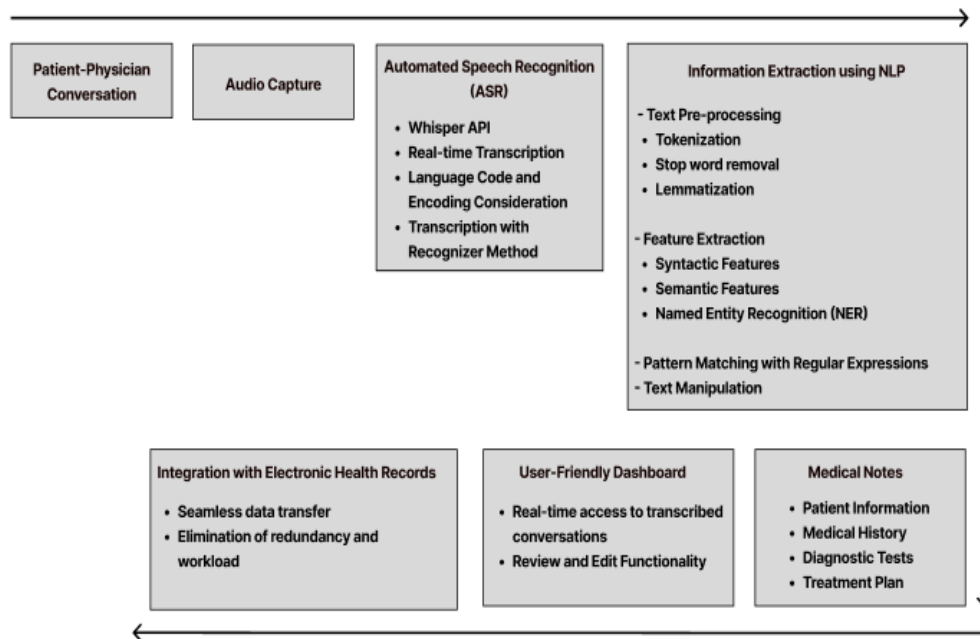 Patient-Physician
Conversation
Audio Capture
Automated Speech Recognition
(ASR)
• Whisper API
• Real-time Transcription
• Language Code and
Encoding Consideration
• Transcription with
Recognizer Method
Information Extraction using NLP
- Text Pre-processing
• Tokenization
• Stop word removal
• Lemmatization
- Feature Extraction
• Syntactic Features
• Semantic Features
• Named Entity Recognition (NER)
- Pattern Matching with Regular Expressions
- Text Manipulation
Integration with Electronic Health Records
• Seamless data transfer
• Elimination of redundancy and
workload
User-Friendly Dashboard
• Real-time access to transcribed
conversations
• Review and Edit Functionality
Medical Notes
• Patient Information
• Medical History
• Diagnostic Tests
• Treatment Plan